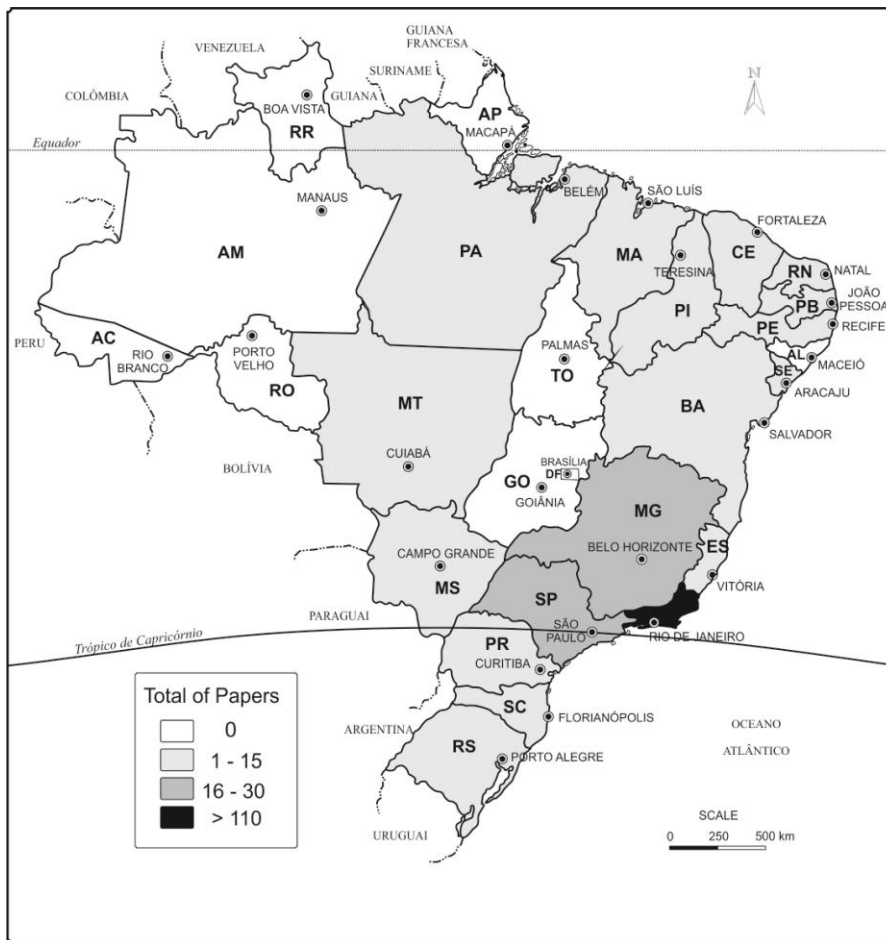 GUIANA
FRANCESA
VENEZUELA
SURINAME
N
COLÔMBIA
BOA VISTA
GUIANA
AP
RR
MACAPÁ
Equador
BELÉM
SÃO LUÍS
MANAUS
FORTALEZA
AM
PA
MA
CE
TERESINA
RN
NATAL
PB
JOÃO
PESSOA
PI
PE
RECIFE
AC
PERU
RIO
BRANCO
PORTO
VELHO
PALMAS
AL
MACEIÓ
TO
SE
RO
ARACAJU
MT
BA
SALVADOR
CUIABÁ
BRASÍLIA
BOLÍVIA
GO
DF
GOIÂNIA
MG
ES
CAMPO GRANDE
BELO HORIZONTE
VITÓRIA
MS
SP
PARAGUAI
SÃO
PAULO
RIO DE JANEIRO
Trópico de Capricórnio
PR
CURITIBA
Total of Papers
0
1 - 15
16 - 30
> 110
SC
ARGENTINA
FLORIANÓPOLIS
OCEANO
ATLÂNTICO
RS
PORTO ALEGRE
URUGUAI
SCALE
0 250 500 km